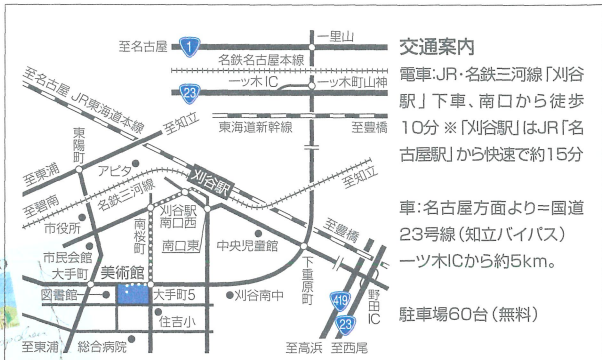 至名古屋
1
一里山
名鉄名古屋本線
一ツ木IC
一ツ木町山神
23
至名古屋
JR東海道本線
東海道新幹線
至豊橋
東陽町
至知立
至東浦
アピタ
刈谷駅
至知立
至碧南
名鉄三河線
市役所
南桜町
刈谷駅
南口西
南口東
中央児童館
至豊橋
市民会館
大手町
美術館
下重原町
図書館
大手町5
刈谷南中
419
野田
IC
住吉小
23
至東浦
総合病院
至高浜
至西尾
交通案内
電車:JR・名鉄三河線「刈谷
駅」下車、南口から徒歩
10分 ※「刈谷駅」はJR「名
古屋駅」から快速で約15分
車:名古屋方面より=国道
23号線(知立バイパス)
一ツ木ICから約5km。
駐車場60台(無料)